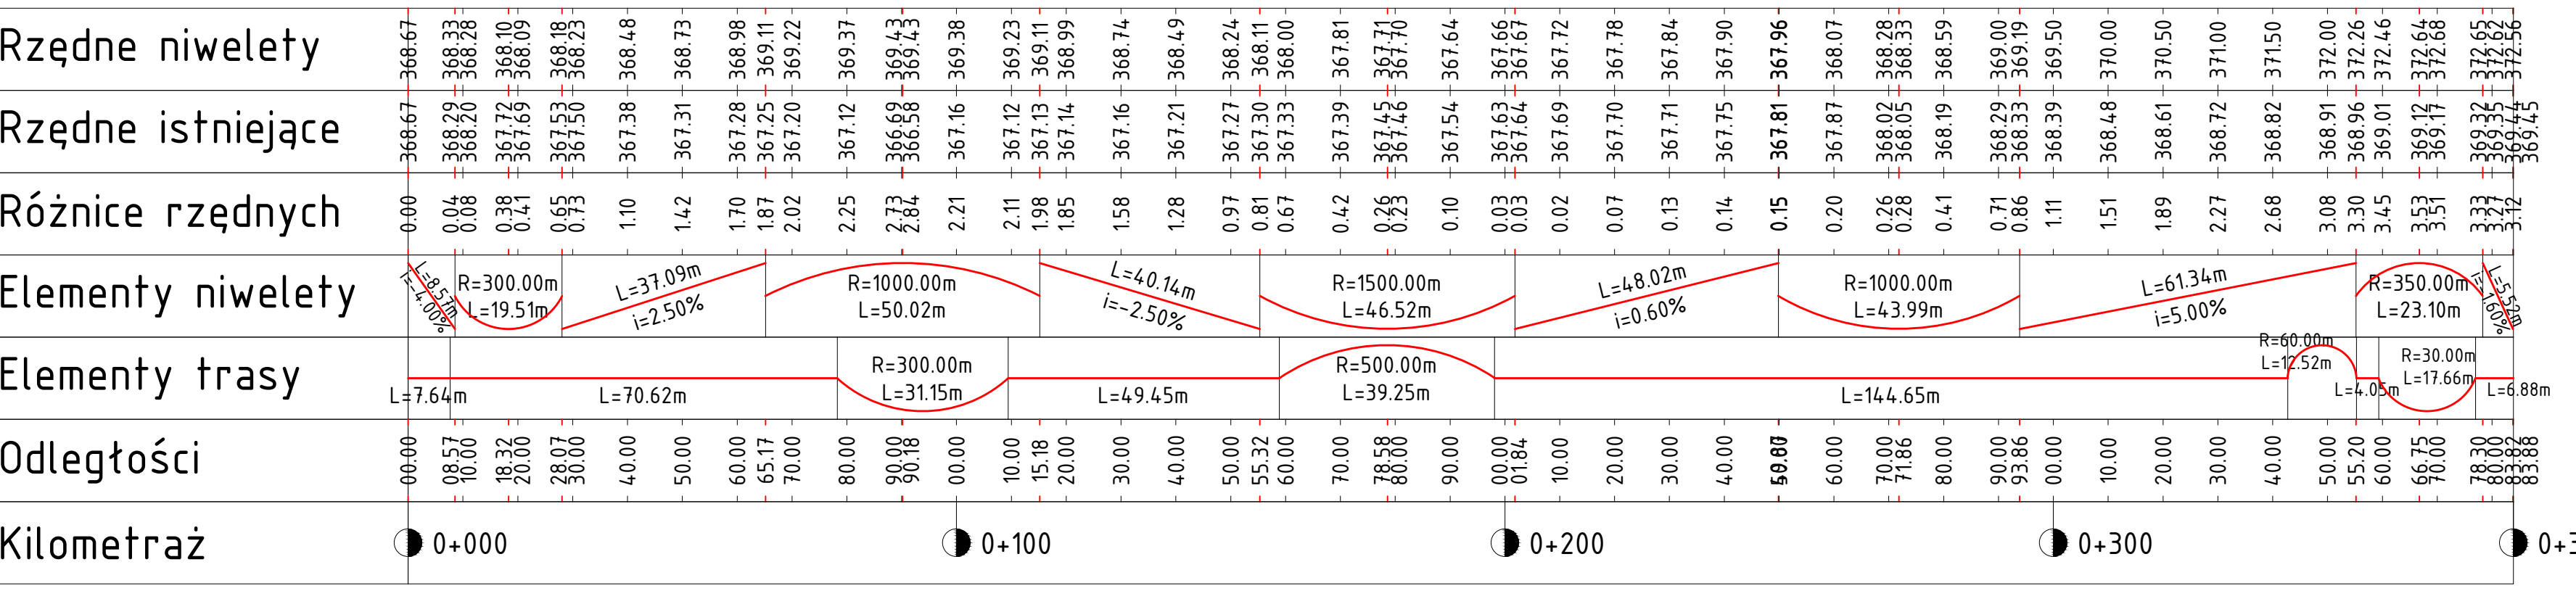 Rzędne niwelety 368.67 368.33 368.28 368.10 368.09 368.18 368.23 368.48 368.73 368.98 369.11 369.22 369.37 369.43 369.43 369.38 369.23 369.11 368.99 368.74 368.49 368.24 368.11 368.00 367.81 367.71 367.70 367.64 367.66 367.67 367.72 367.78 367.84 367.90 367.96 368.07 368.28 368.33 368.59 369.00 369.19 369.50 370.00 370.50 371.00 371.50 372.00 372.26 372.46 372.64 372.68 372.65 372.62 372.56
Rzędne istniejące 368.67 368.29 368.20 367.72 367.69 367.53 367.50 367.38 367.31 367.28 367.25 367.20 367.12 366.69 366.58 367.16 367.12 367.13 367.14 367.16 367.21 367.27 367.30 367.33 367.39 367.45 367.46 367.54 367.63 367.64 367.69 367.70 367.71 367.75 367.81 367.87 368.02 368.05 368.19 368.29 368.33 368.39 368.48 368.61 368.72 368.82 368.91 368.96 369.01 369.12 369.17 369.32 369.35 369.44 369.45
Różnice rzędnych 0.00 0.04 0.08 0.38 0.41 0.65 0.73 1.10 1.42 1.70 1.87 2.02 2.25 2.73 2.84 2.21 2.11 1.98 1.85 1.58 1.28 0.97 0.81 0.67 0.42 0.26 0.23 0.10 0.03 0.03 0.02 0.07 0.13 0.14 0.15 0.20 0.26 0.28 0.41 0.71 0.86 1.11 1.51 1.89 2.27 2.68 3.08 3.30 3.45 3.53 3.51 3.33 3.27 3.12
Elementy niwelety L=8.57m R=300.00m L=37.09m R=1000.00m L=40.14m R=1500.00m L=48.02m R=1000.00m L=61.34m R=350.00m L=5.52m
i=-4.00% L=19.51m i=2.50% L=50.02m i=-2.50% L=46.52m i=0.60% L=43.99m i=5.00% L=23.10m
R=300.00m R=500.00m R=60.00m R=30.00m
Elementy trasy L=7.64m L=70.62m L=31.15m L=49.45m L=39.25m L=144.65m L=12.52m L=4.05m L=17.66m L=6.88m
Odległości 00.00 08.57 10.00 18.32 20.00 28.07 30.00 40.00 50.00 60.00 65.17 70.00 80.00 90.00 90.18 00.00 10.00 15.18 20.00 30.00 40.00 50.00 55.32 60.00 70.00 78.58 80.00 90.00 00.00 01.84 10.00 20.00 30.00 40.00 60.00 70.00 71.86 80.00 90.00 93.86 00.00 10.00 20.00 30.00 40.00 50.00 55.20 60.00 66.75 70.00 78.30 80.00 83.82 83.88
Kilometraż 0+000 0+100 0+200 0+300